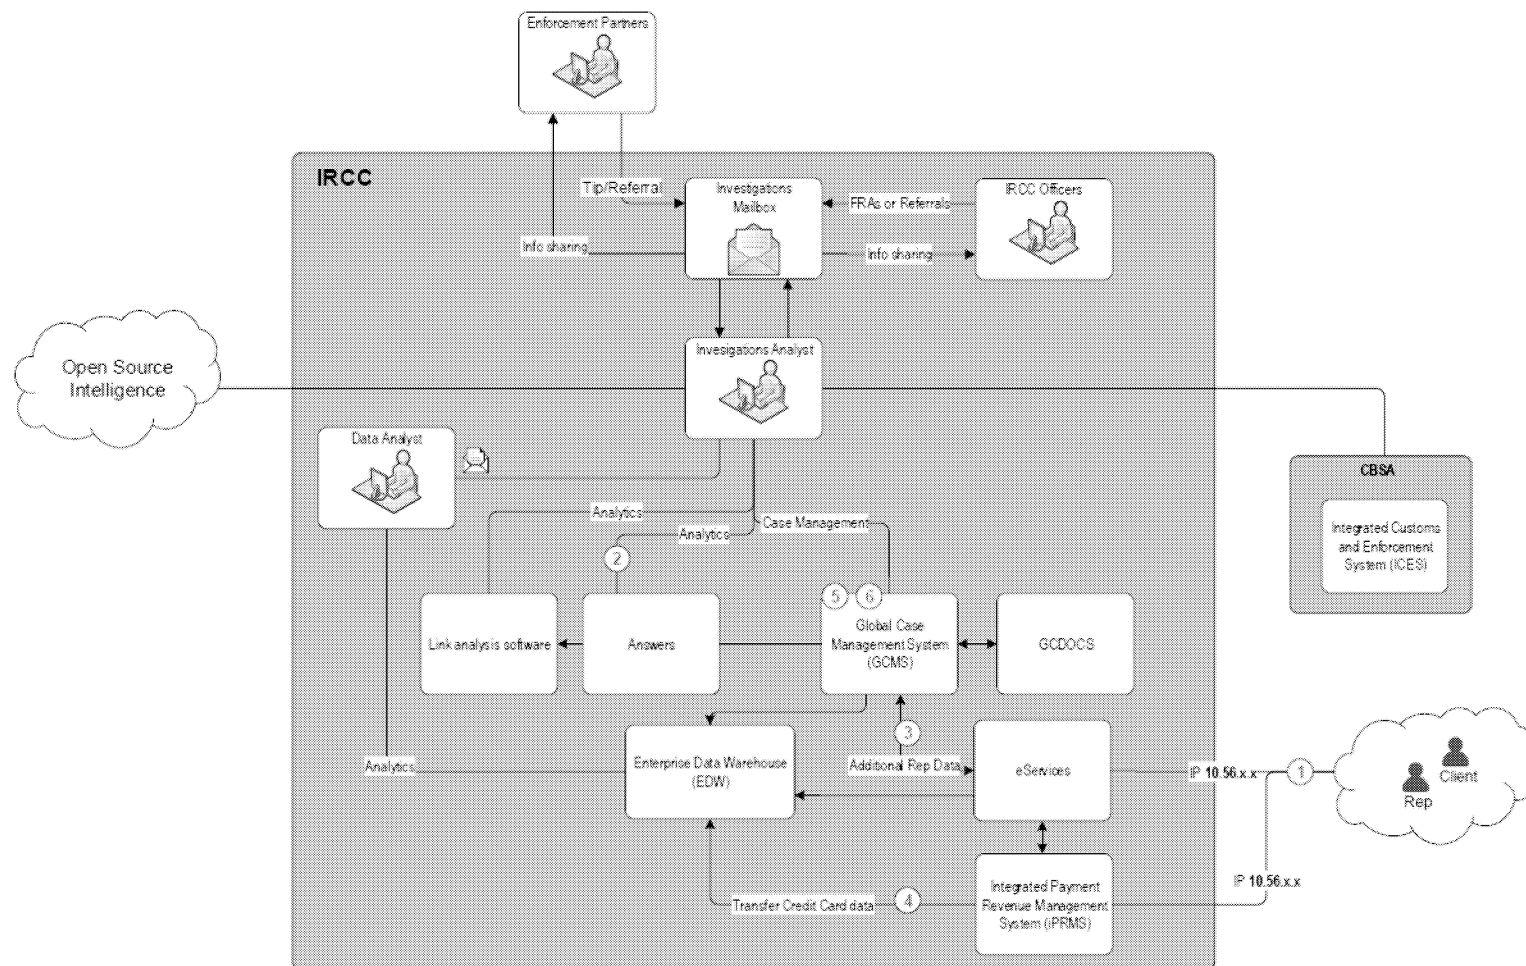 Enforcement Partners
IRCC
Tip/Referral
Investigations
Mailbox
FRAs or Referrals
IRCC Officers
Info sharing
Info sharing
Invesigations Analyst
Open Source
Intelligence
Data Analyst
CBSA
Integrated Customs
and Enforcement
System (ICES)
Analytics
Case Management
Analytics
2
5
6
Link analysis software
Answers
Global Case
Management System
(GCMS)
GCDOCS
3
Analytics
Enterprise Data Warehouse
(EDW)
Additional Rep Data
eServices
IP 10.56.x.x
1
Client
Rep
IP 10.56.x.x
Transfer Credit Card data
4
Integrated Payment
Revenue Management
System (iPRMS)